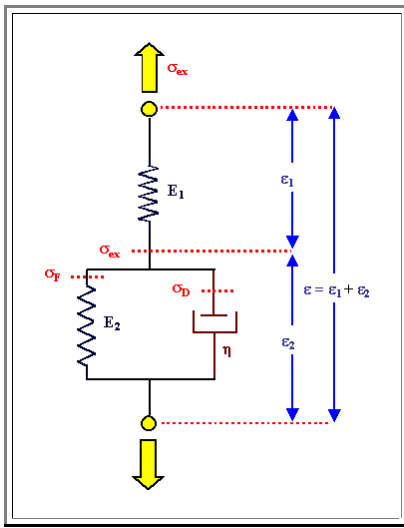 σex
ε1
E1
σex
σF
σD
ε = ε1 + ε2
E2
ε2
η